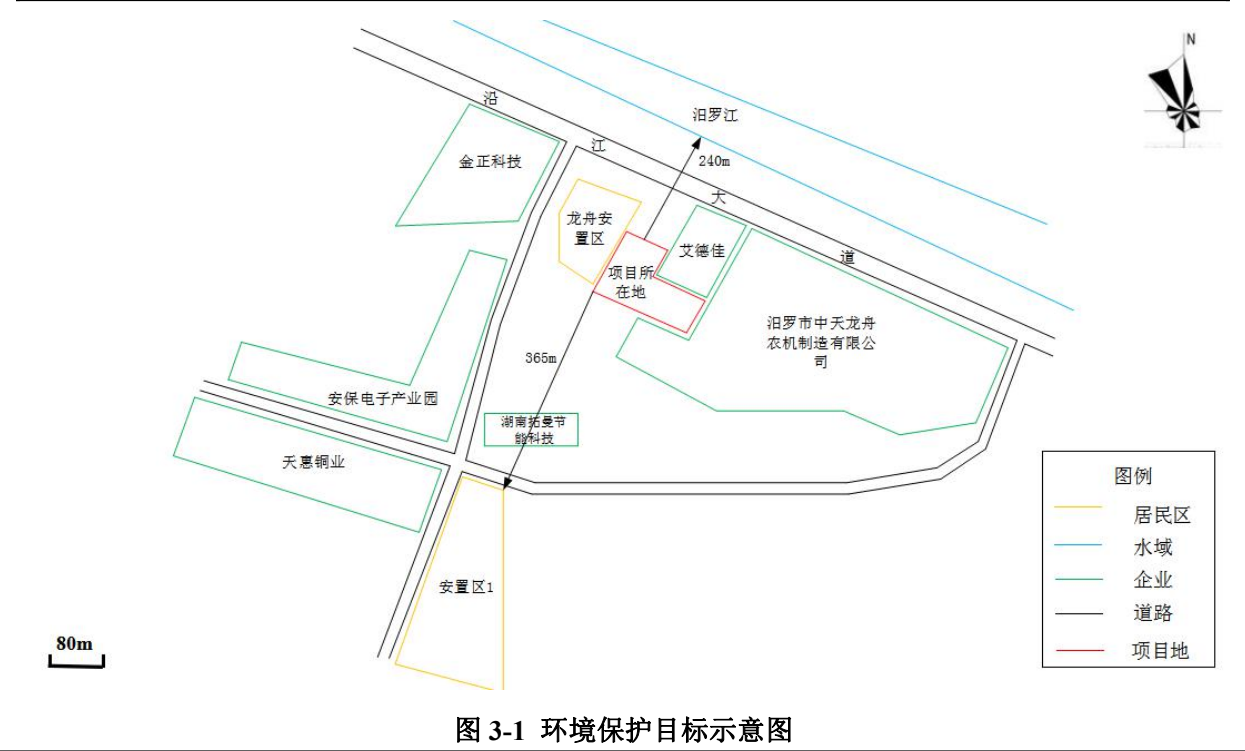 N
沿
汨罗江
江
金正科技
240m
大
龙舟安
置区
艾德佳
道
项目所
在地
汨罗市中天龙舟
农机制造有限公
司
365m
安保电子产业园
湖南拓曼节
能科技
天惠铜业
图例
居民区
水域
企业
道路
项目地
安置区1
80m
图 3-1 环境保护目标示意图